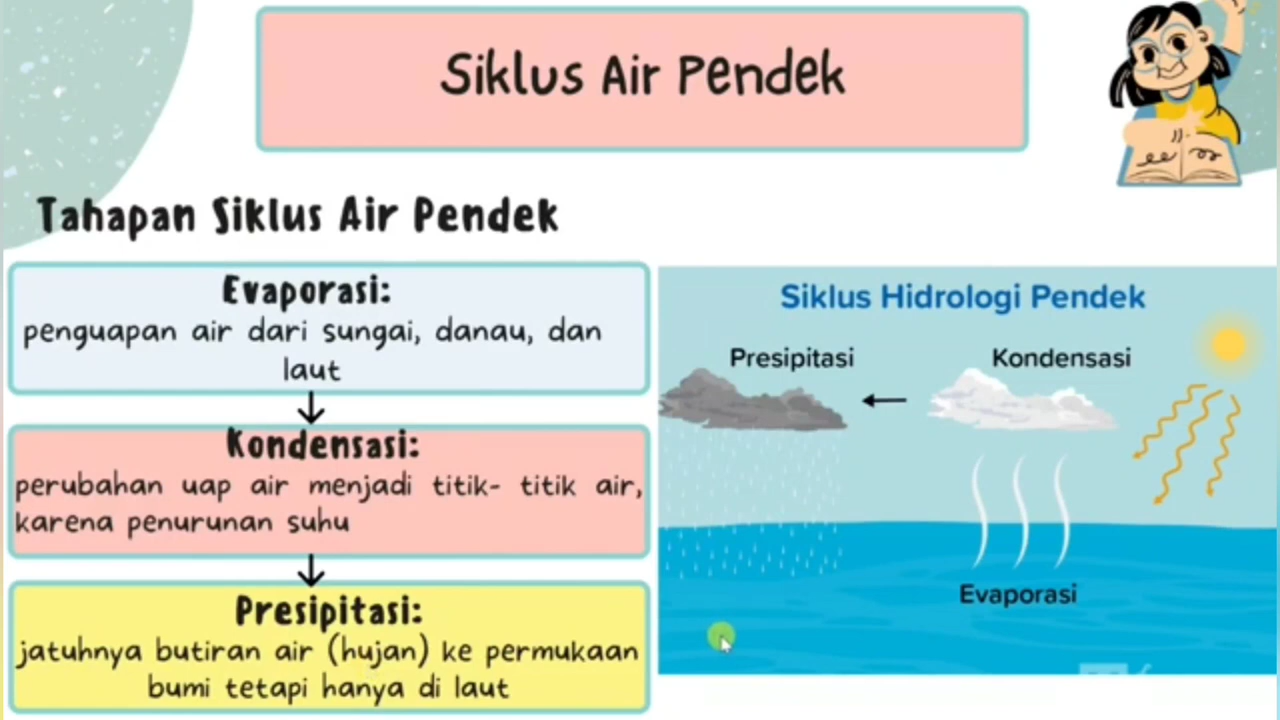 Siklus Air Pendek
Tahapan Siklus Air Pendek
Evaporasi:
penguapan air dari sungai, danau, dan
laut
Kondensasi:
perubahan uap air menjadi titik- titik air,
karena penurunan suhu
Presipitasi:
jatuhnya butiran air (hujan) ke permukaan
bumi tetapi hanya di laut
Siklus Hidrologi Pendek
Presipitasi
Kondensasi
Evaporasi